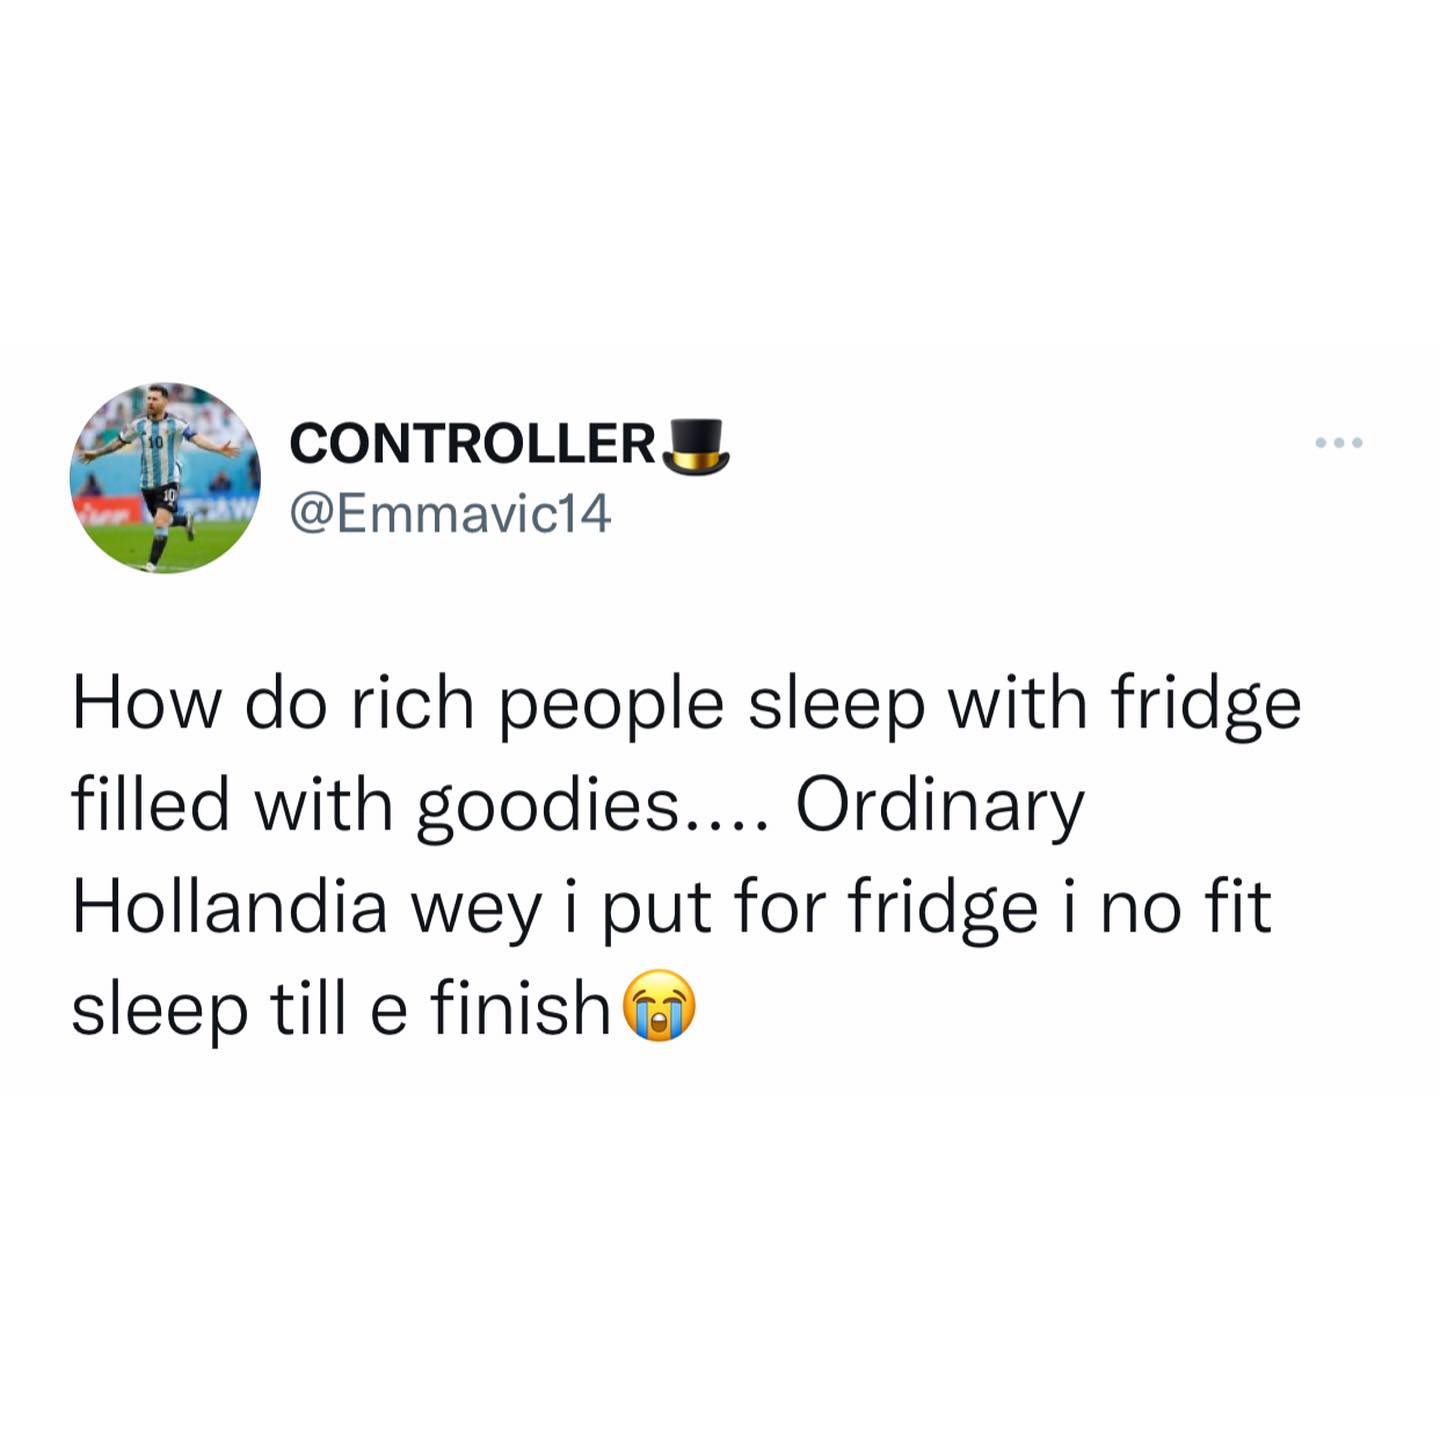 CONTROLLER🎩
@Emmavic14
How do rich people sleep with fridge
filled with goodies.... Ordinary
Hollandia wey i put for fridge i no fit
sleep till e finish😭